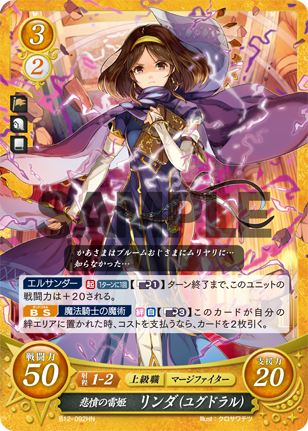 3
2
SAMPLE
かあさまはブルームおじさまにムリヤリに…
知らなかった…
エルサンダー 起 1ターンに1回 [1] ターン終了まで、このユニットの
戦闘力は+20される。
BS 魔法騎士の魔術 絆 自 [3] このカードが自分の
絆エリアに置かれた時、コストを支払うなら、カードを2枚引く。
戦闘力
50
射程 1-2 上級職 マージファイター
支援力
20
悲憤の雷姫 リンダ(ユグドラル)
B12-092HN
Illust:クロサワテツ